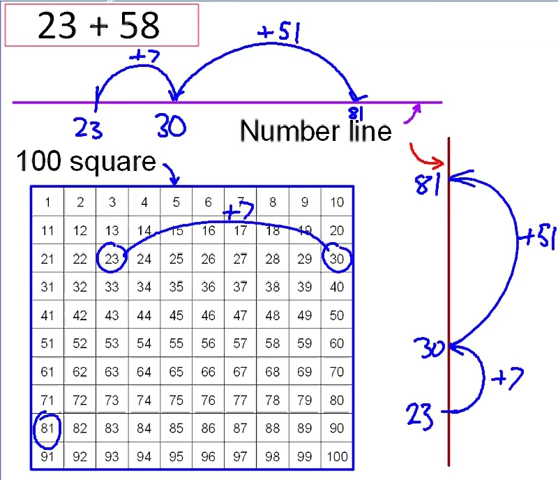 23 + 58
+7
+51
23
30
81
Number line
100 square
+7
1 2 3 4 5 6 7 8 9 10
11 12 13 14 15 16 17 18 19 20
21 22 23 24 25 26 27 28 29 30
31 32 33 34 35 36 37 38 39 40
41 42 43 44 45 46 47 48 49 50
51 52 53 54 55 56 57 58 59 60
61 62 63 64 65 66 67 68 69 70
71 72 73 74 75 76 77 78 79 80
81 82 83 84 85 86 87 88 89 90
91 92 93 94 95 96 97 98 99 100
81
+51
30
+7
23